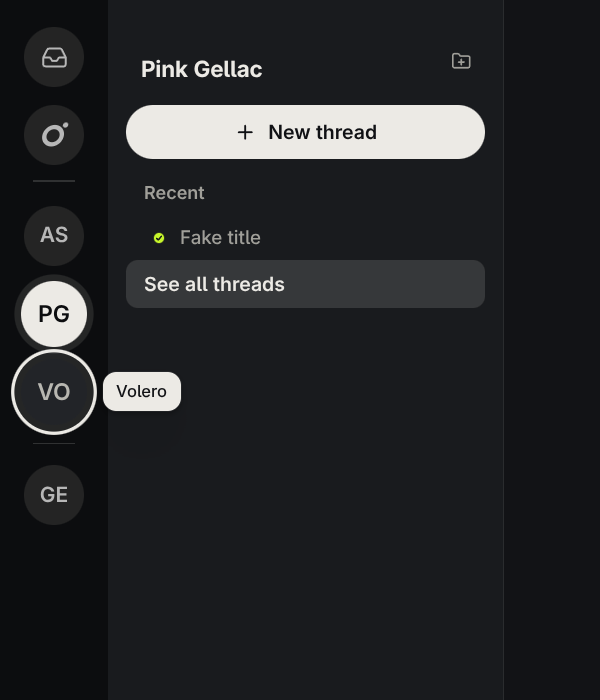 Pink Gellac
New thread
Recent
AS
Fake title
See all threads
PG
VO
Volero
GE